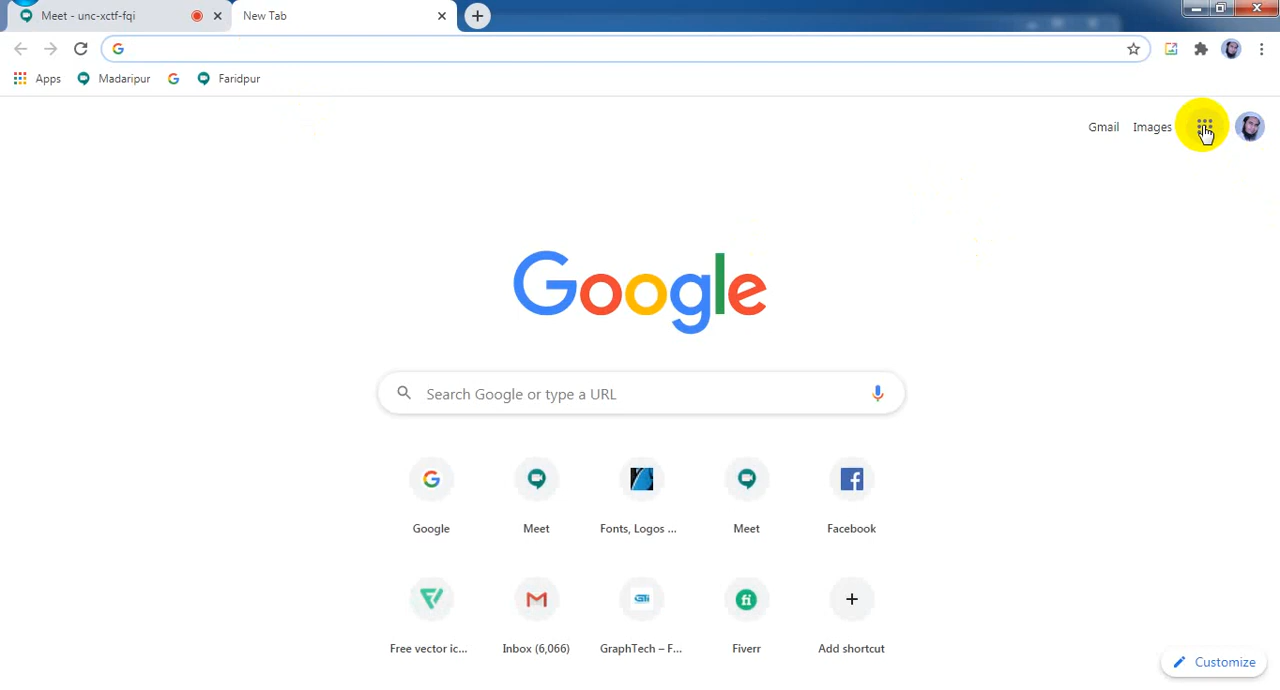 Meet - unc-xctf-fqi
New Tab
Apps Madaripur Faridpur
Gmail Images
Google
Search Google or type a URL
Google Meet Fonts, Logos ... Meet Facebook
Free vector ic... Inbox (6,066) GraphTech – F... Fiverr Add shortcut
Customize